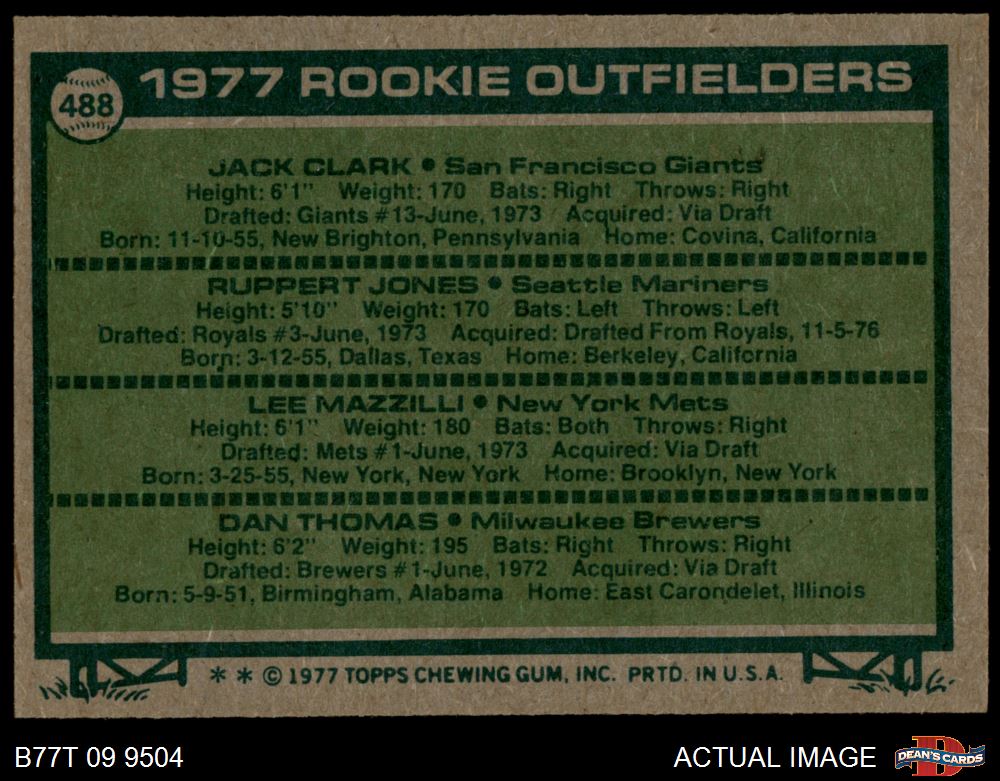 488
1977 ROOKIE OUTFIELDERS
JACK CLARK • San Francisco Giants
Height: 6'1" Weight: 170 Bats: Right Throws: Right
Drafted: Giants #13-June, 1973 Acquired: Via Draft
Born: 11-10-55, New Brighton, Pennsylvania Home: Covina, California
RUPPERT JONES • Seattle Mariners
Height: 5'10" Weight: 170 Bats: Left Throws: Left
Drafted: Royals #3-June, 1973 Acquired: Drafted From Royals, 11-5-76
Born: 3-12-55, Dallas, Texas Home: Berkeley, California
LEE MAZZILLI • New York Mets
Height: 6'1" Weight: 180 Bats: Both Throws: Right
Drafted: Mets #1-June, 1973 Acquired: Via Draft
Born: 3-25-55, New York, New York Home: Brooklyn, New York
DAN THOMAS • Milwaukee Brewers
Height: 6'2" Weight: 195 Bats: Right Throws: Right
Drafted: Brewers #1-June, 1972 Acquired: Via Draft
Born: 5-9-51, Birmingham, Alabama Home: East Carondelet, Illinois
* * © 1977 TOPPS CHEWING GUM, INC. PRTD. IN U.S.A.
B77T 09 9504
ACTUAL IMAGE
D
DEAN'S CARDS